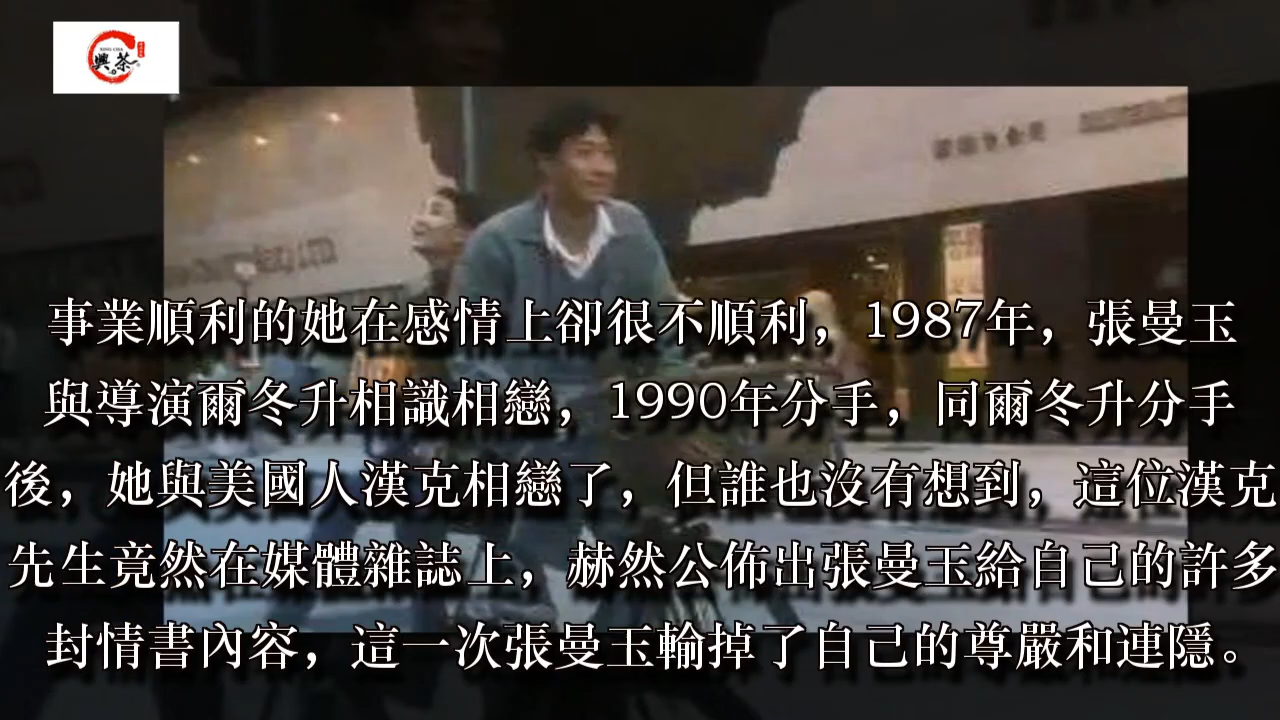 興茶
事業順利的她在感情上卻很不順利，1987年，張曼玉
與導演爾冬升相識相戀，1990年分手，同爾冬升分手
後，她與美國人漢克相戀了，但誰也沒有想到，這位漢克
先生竟然在媒體雜誌上，赫然公佈出張曼玉給自己的許多
封情書內容，這一次張曼玉輸掉了自己的尊嚴和連隱。